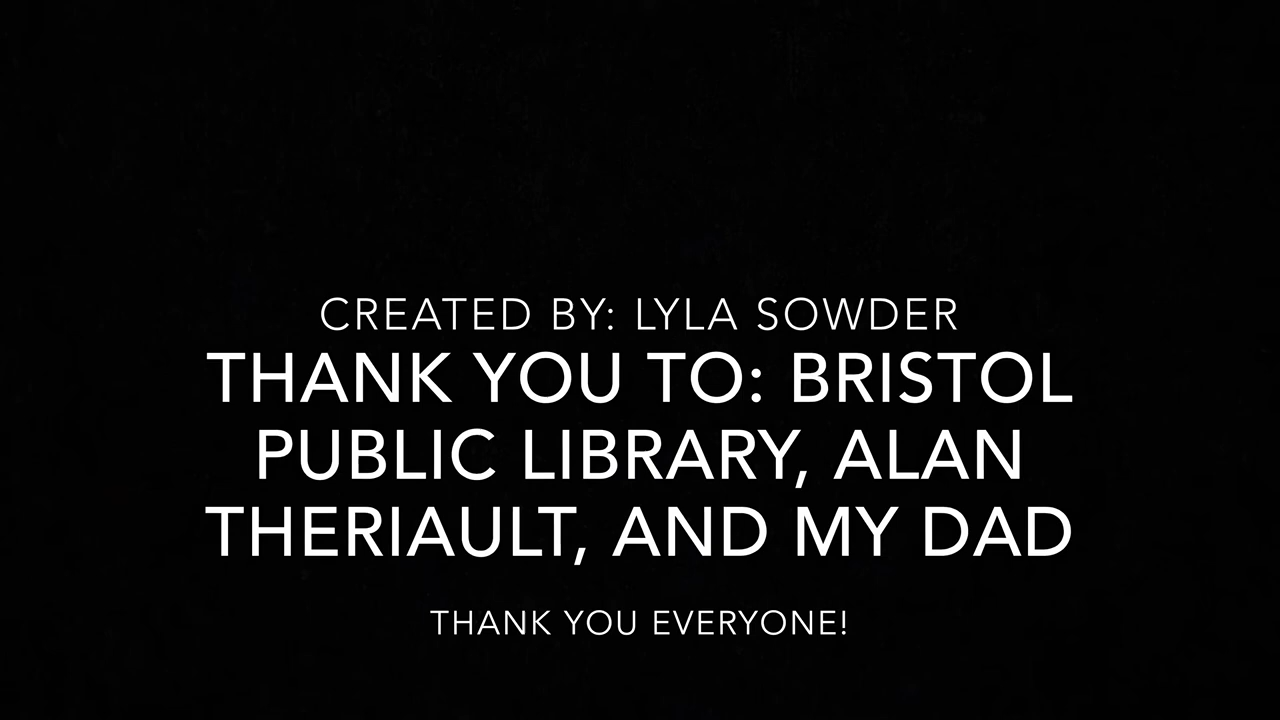 CREATED BY: LYLA SOWDER
THANK YOU TO: BRISTOL
PUBLIC LIBRARY, ALAN
THERIAULT, AND MY DAD
THANK YOU EVERYONE!